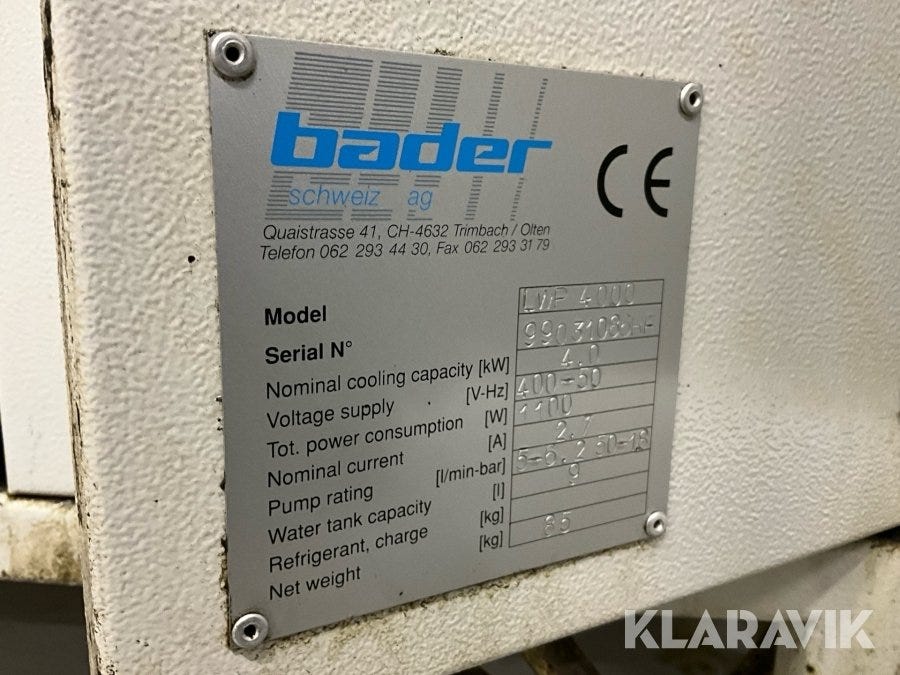 bader
schweiz ag
CE
Quaistrasse 41, CH-4632 Trimbach / Olten
Telefon 062 293 44 30, Fax 062 293 31 79
Model LWP 4000
Serial N°
Nominal cooling capacity [kW] 4.0
Voltage supply [V-Hz] 400-50
Tot. power consumption [W] 1100
Nominal current [A] 2.7
Pump rating [l/min-bar]
Water tank capacity [l] 9
Refrigerant, charge [kg]
Net weight [kg] 85
KLARAVIK